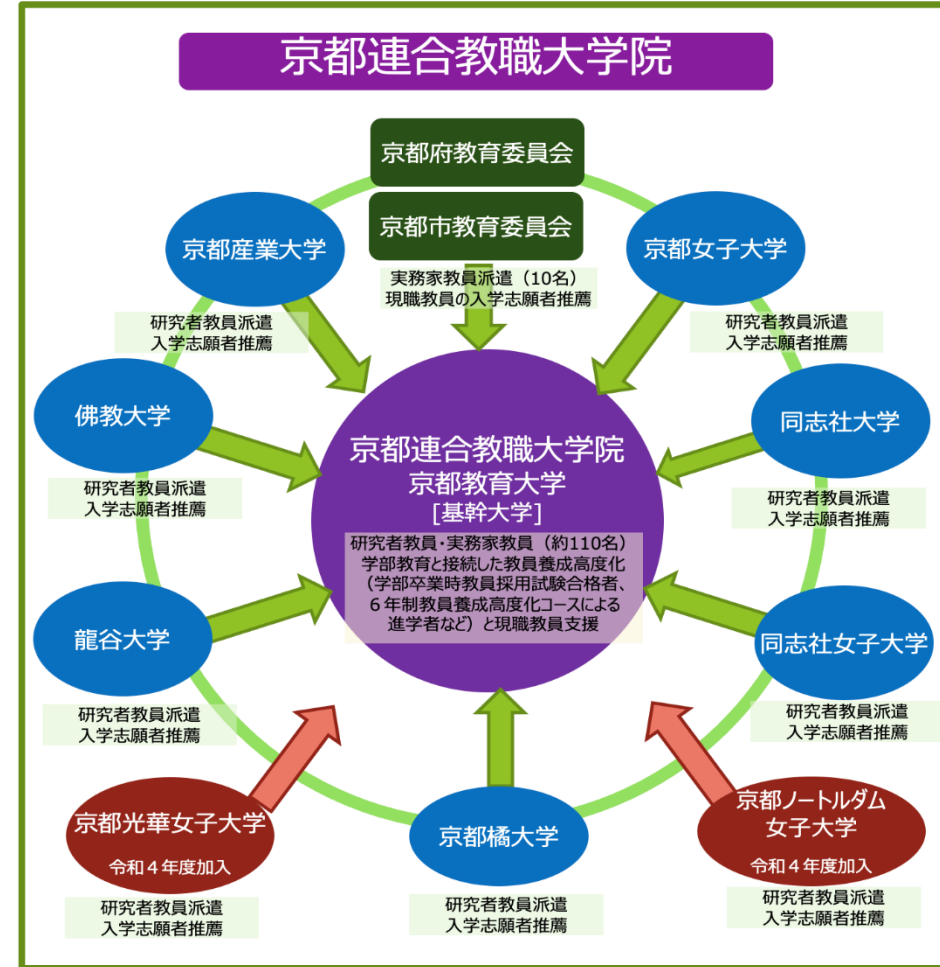 京都連合教職大学院
京都府教育委員会
京都市教育委員会
実務家教員派遣（10名）
現職教員の入学志願者推薦
京都産業大学
研究者教員派遣
入学志願者推薦
京都女子大学
研究者教員派遣
入学志願者推薦
佛教大学
研究者教員派遣
入学志願者推薦
同志社大学
研究者教員派遣
入学志願者推薦
京都連合教職大学院
京都教育大学
[基幹大学]
研究者教員・実務家教員（約110名）
学部教育と接続した教員養成高度化
（学部卒業時教員採用試験合格者、
６年制教員養成高度化コースによる
進学者など）と現職教員支援
龍谷大学
研究者教員派遣
入学志願者推薦
同志社女子大学
研究者教員派遣
入学志願者推薦
京都光華女子大学
令和４年度加入
研究者教員派遣
入学志願者推薦
京都橘大学
研究者教員派遣
入学志願者推薦
京都ノートルダム
女子大学
令和４年度加入
研究者教員派遣
入学志願者推薦